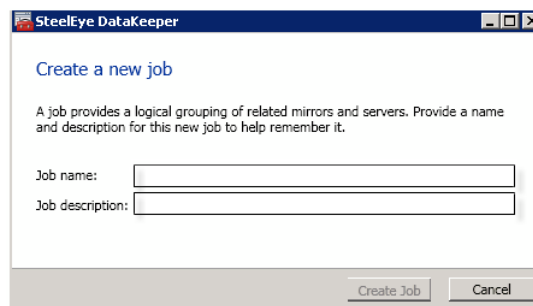 SteelEye DataKeeper
Create a new job
A job provides a logical grouping of related mirrors and servers. Provide a name
and description for this new job to help remember it.
Job name:
Job description:
Create Job Cancel